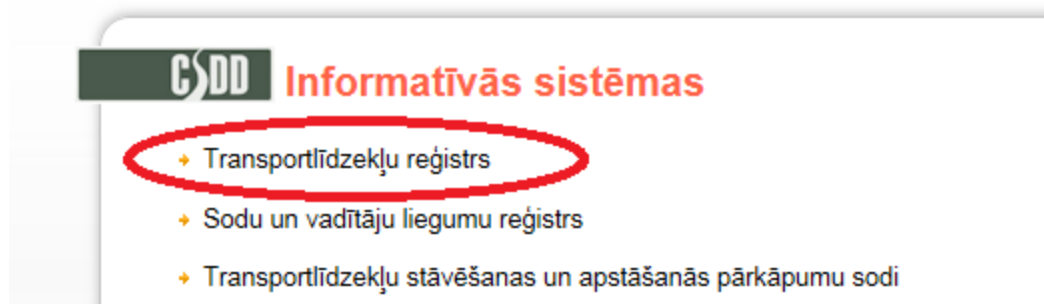 CSDD Informatīvās sistēmas
Transportlīdzekļu reģistrs
Sodu un vadītāju liegumu reģistrs
Transportlīdzekļu stāvēšanas un apstāšanās pārkāpumu sodi